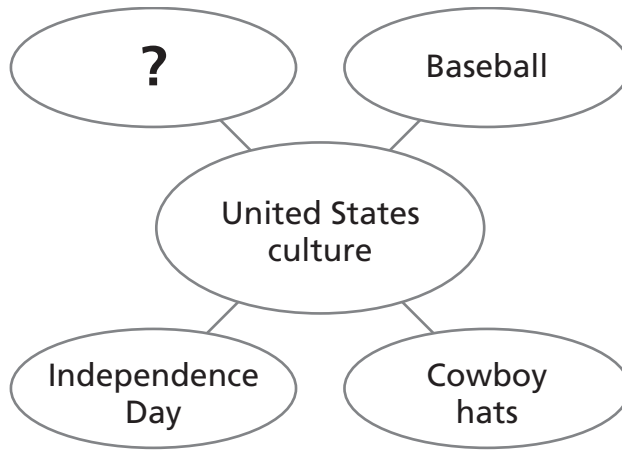 ?
Baseball
United States
culture
Independence
Day
Cowboy
hats